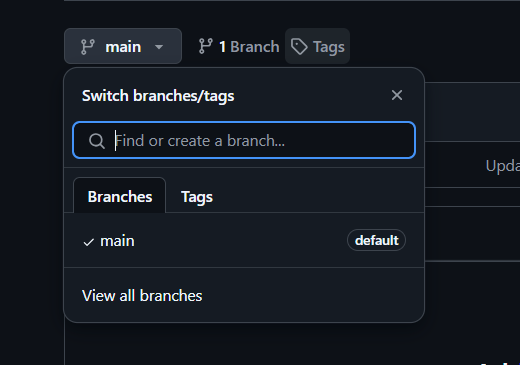 main 1 Branch Tags
Switch branches/tags
Find or create a branch...
Branches Tags
main default
View all branches